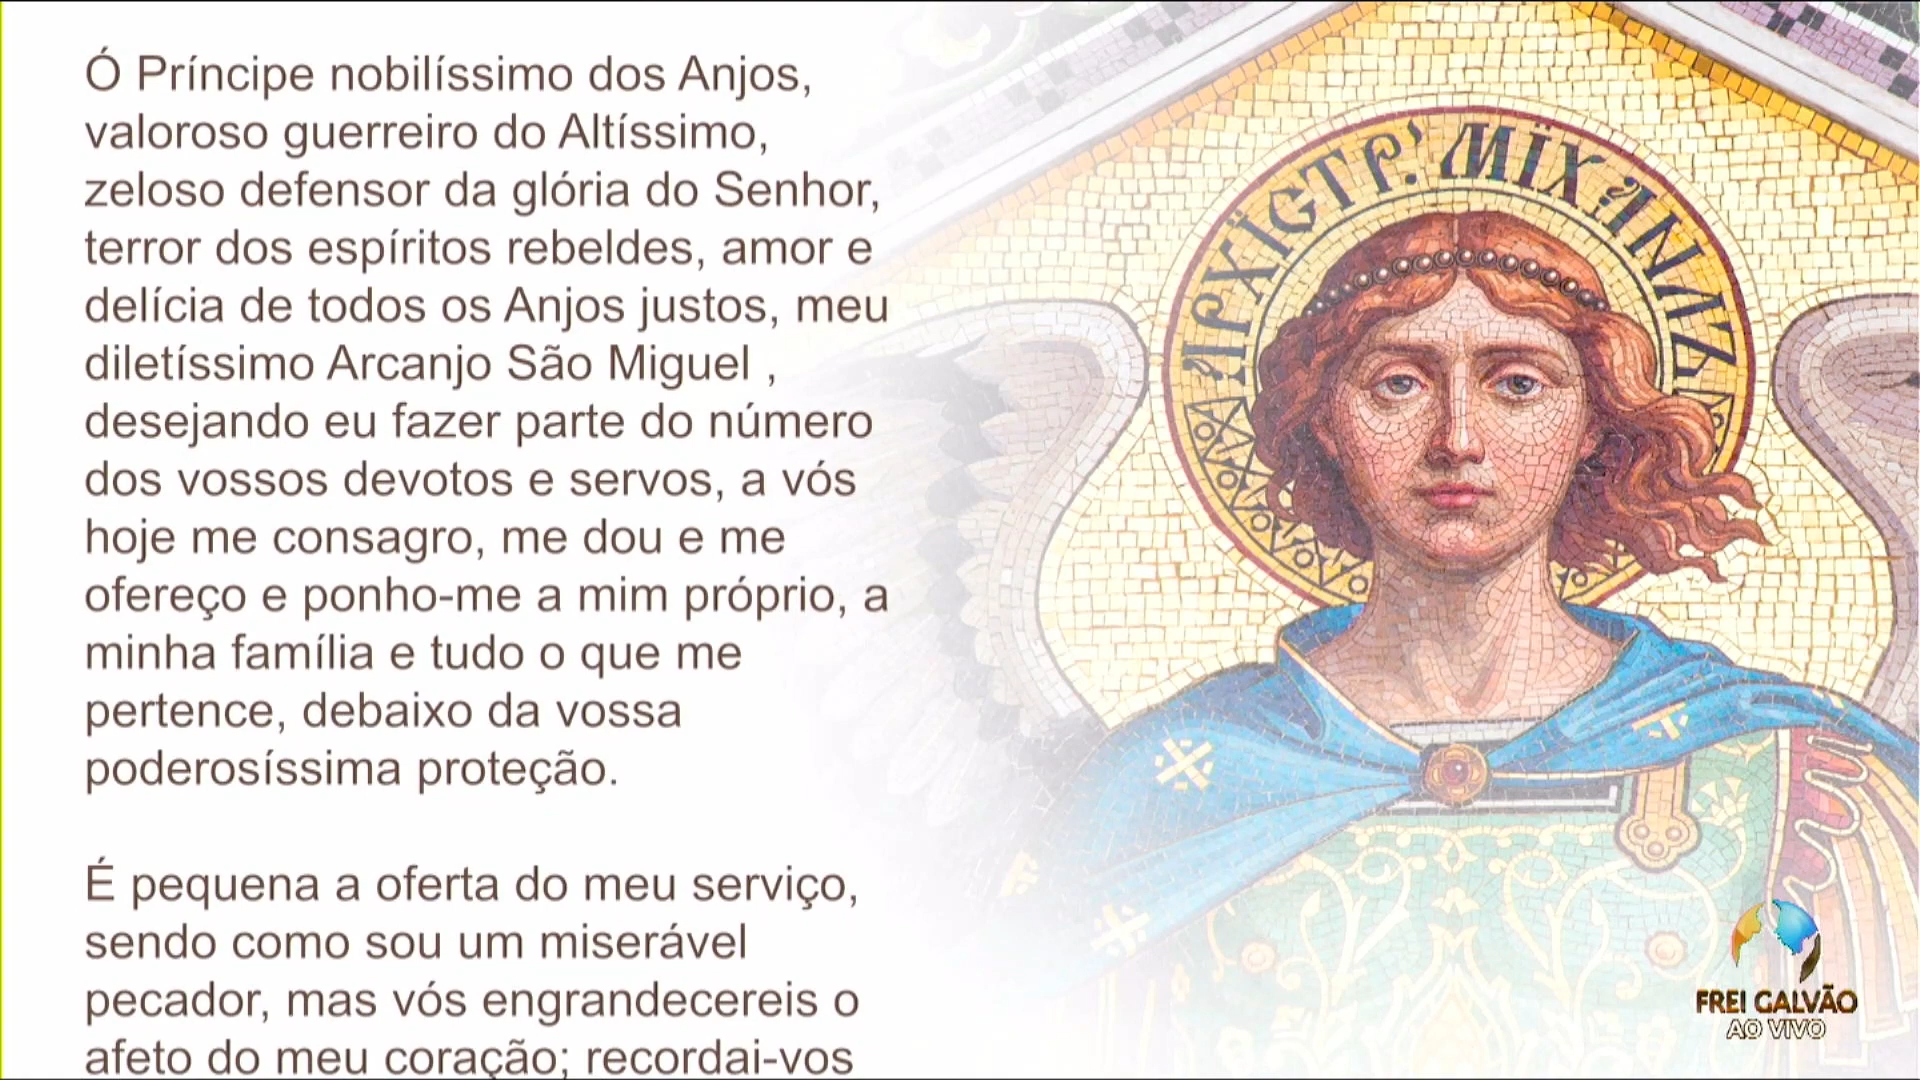 Ó Príncipe nobilíssimo dos Anjos,
valoroso guerreiro do Altíssimo,
zeloso defensor da glória do Senhor,
terror dos espíritos rebeldes, amor e
delícia de todos os Anjos justos, meu
diletíssimo Arcanjo São Miguel ,
desejando eu fazer parte do número
dos vossos devotos e servos, a vós
hoje me consagro, me dou e me
ofereço e ponho-me a mim próprio, a
minha família e tudo o que me
pertence, debaixo da vossa
poderosíssima proteção.
É pequena a oferta do meu serviço,
sendo como sou um miserável
pecador, mas vós engrandecereis o
afeto do meu coração; recordai-vos
АРХІСТР. МІХАИЛЪ
FREI GALVÃO
AO VIVO